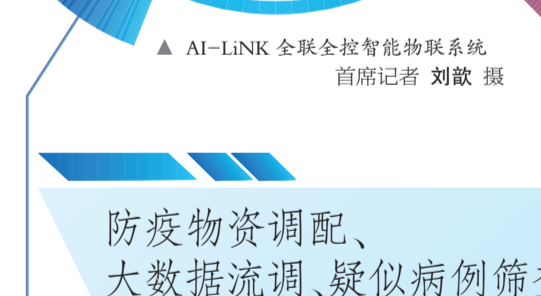 ▲ AI-LiNK 全联全控智能物联系统
首席记者 刘歆 摄
防疫物资调配、
大数据流调、疑似病例筛